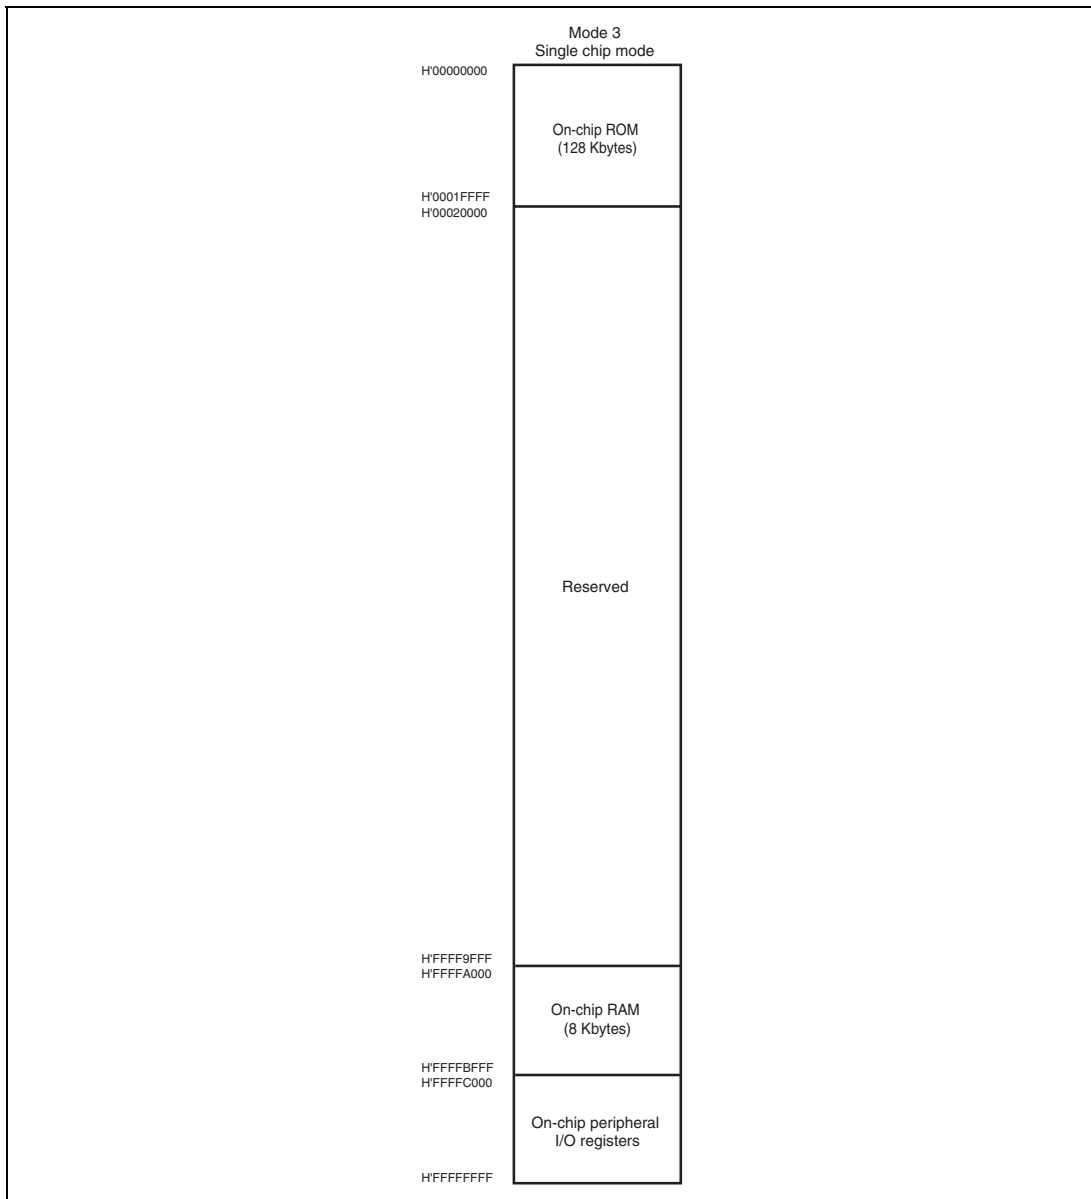 Mode 3
Single chip mode
H'00000000
On-chip ROM
(128 Kbytes)
H'0001FFFF
H'00020000
Reserved
H'FFFF9FFF
H'FFFFA000
On-chip RAM
(8 Kbytes)
H'FFFFBFFF
H'FFFFC000
On-chip peripheral
I/O registers
H'FFFFFFFF